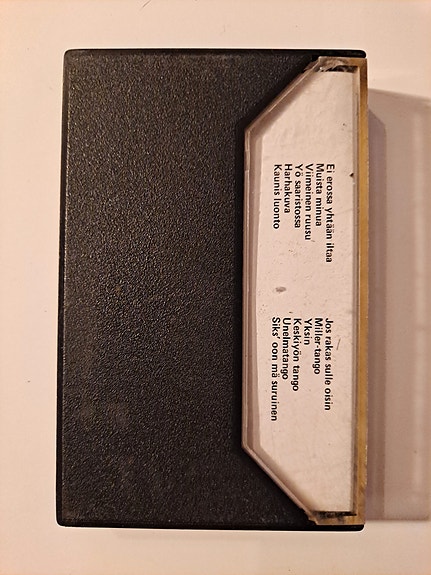 Ei erossa yhtään iltaa
Muista minua
Viimeinen ruusu
Yö saaristossa
Harhakuva
Kaunis luonto
Jos rakas sulle oisin
Miller-tango
Yksin
Keskiyön tango
Unelmatango
Siks' oon mä suruinen